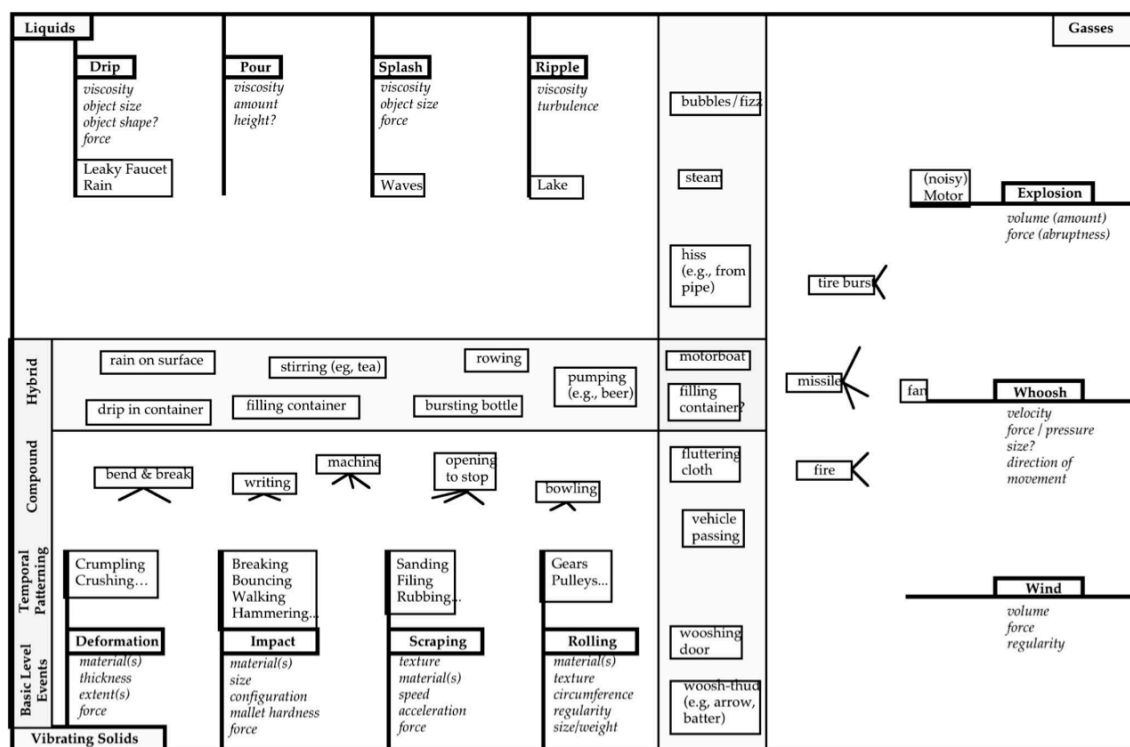 Liquids
Gasses
Drip
viscosity
object size
object shape?
force
Leaky Faucet
Rain
Pour
viscosity
amount
height?
Splash
viscosity
object size
force
Waves
Ripple
viscosity
turbulence
Lake
bubbles/fizz
steam
hiss
(e.g., from
pipe)
(noisy)
Motor
Explosion
volume (amount)
force (abruptness)
tire burst
Hybrid
rain on surface
stirring (eg, tea)
rowing
pumping
(e.g., beer)
drip in container
filling container
bursting bottle
motorboat
filling
container?
missile
fan
Whoosh
velocity
force / pressure
size?
direction of
movement
Compound
bend & break
writing
machine
opening
to stop
bowling
fluttering
cloth
vehicle
passing
fire
Temporal
Patterning
Crumpling
Crushing…
Breaking
Bouncing
Walking
Hammering...
Sanding
Filing
Rubbing...
Gears
Pulleys...
Wind
volume
force
regularity
Basic Level
Events
Deformation
material(s)
thickness
extent(s)
force
Impact
material(s)
size
configuration
mallet hardness
force
Scraping
texture
material(s)
speed
acceleration
force
Rolling
material(s)
texture
circumference
regularity
size/weight
wooshing
door
woosh-thud
(e.g, arrow,
batter)
Vibrating Solids